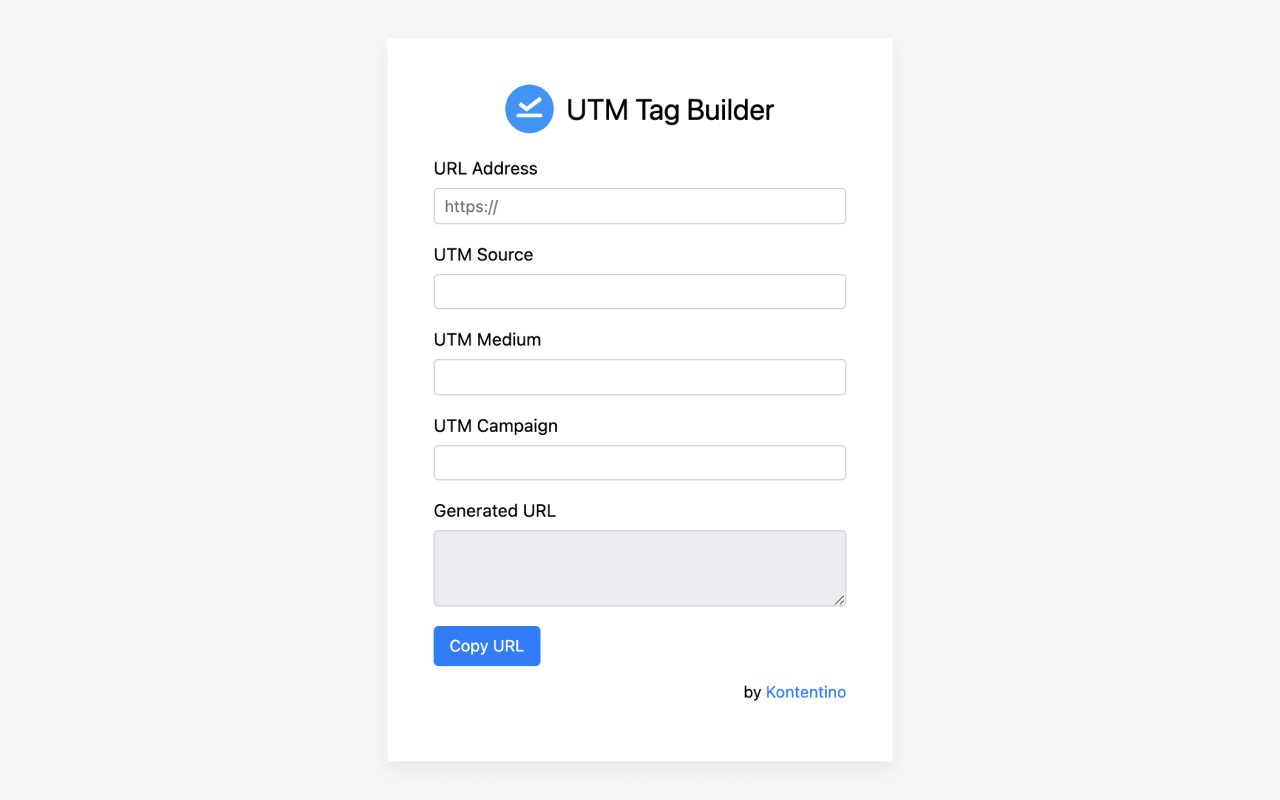 UTM Tag Builder
URL Address
https://
UTM Source
UTM Medium
UTM Campaign
Generated URL
Copy URL
by Kontentino